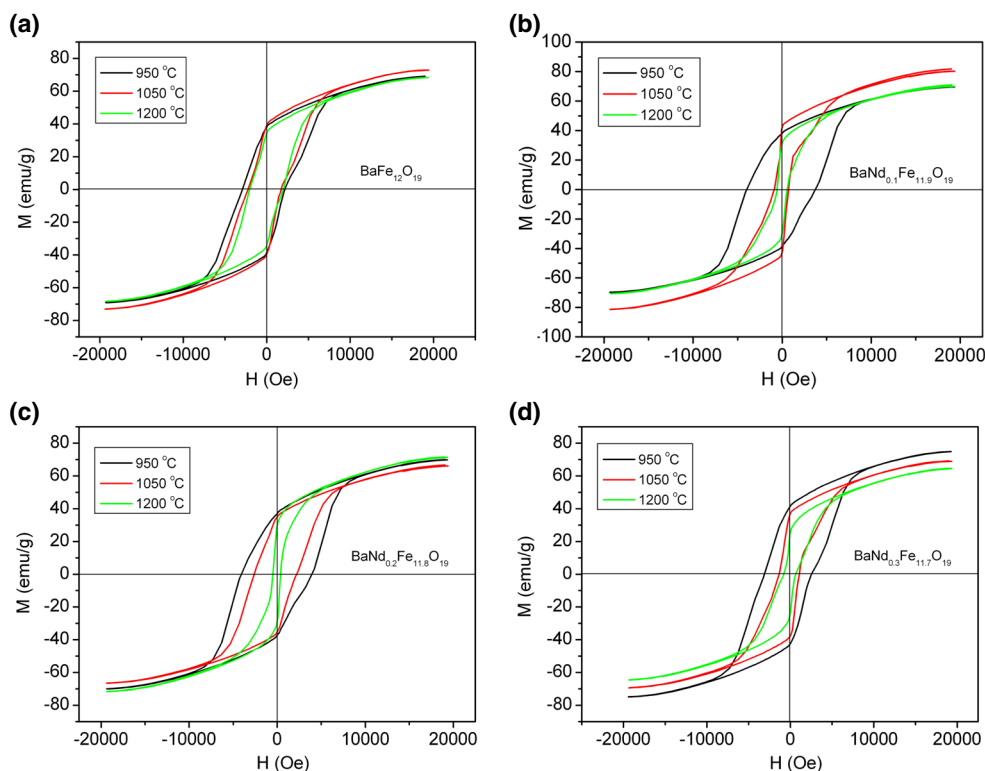 (a)
80
60
40
20
0
-20
-40
-60
-80
M (emu/g)
950 °C
1050 °C
1200 °C
BaFe12O19
-20000 -10000 0 10000 20000
H (Oe)
(b)
100
80
60
40
20
0
-20
-40
-60
-80
-100
M (emu/g)
950 °C
1050 °C
1200 °C
BaNd0.1Fe11.9O19
-20000 -10000 0 10000 20000
H (Oe)
(c)
80
60
40
20
0
-20
-40
-60
-80
M (emu/g)
950 °C
1050 °C
1200 °C
BaNd0.2Fe11.8O19
-20000 -10000 0 10000 20000
H (Oe)
(d)
80
60
40
20
0
-20
-40
-60
-80
M (emu/g)
950 °C
1050 °C
1200 °C
BaNd0.3Fe11.7O19
-20000 -10000 0 10000 20000
H (Oe)